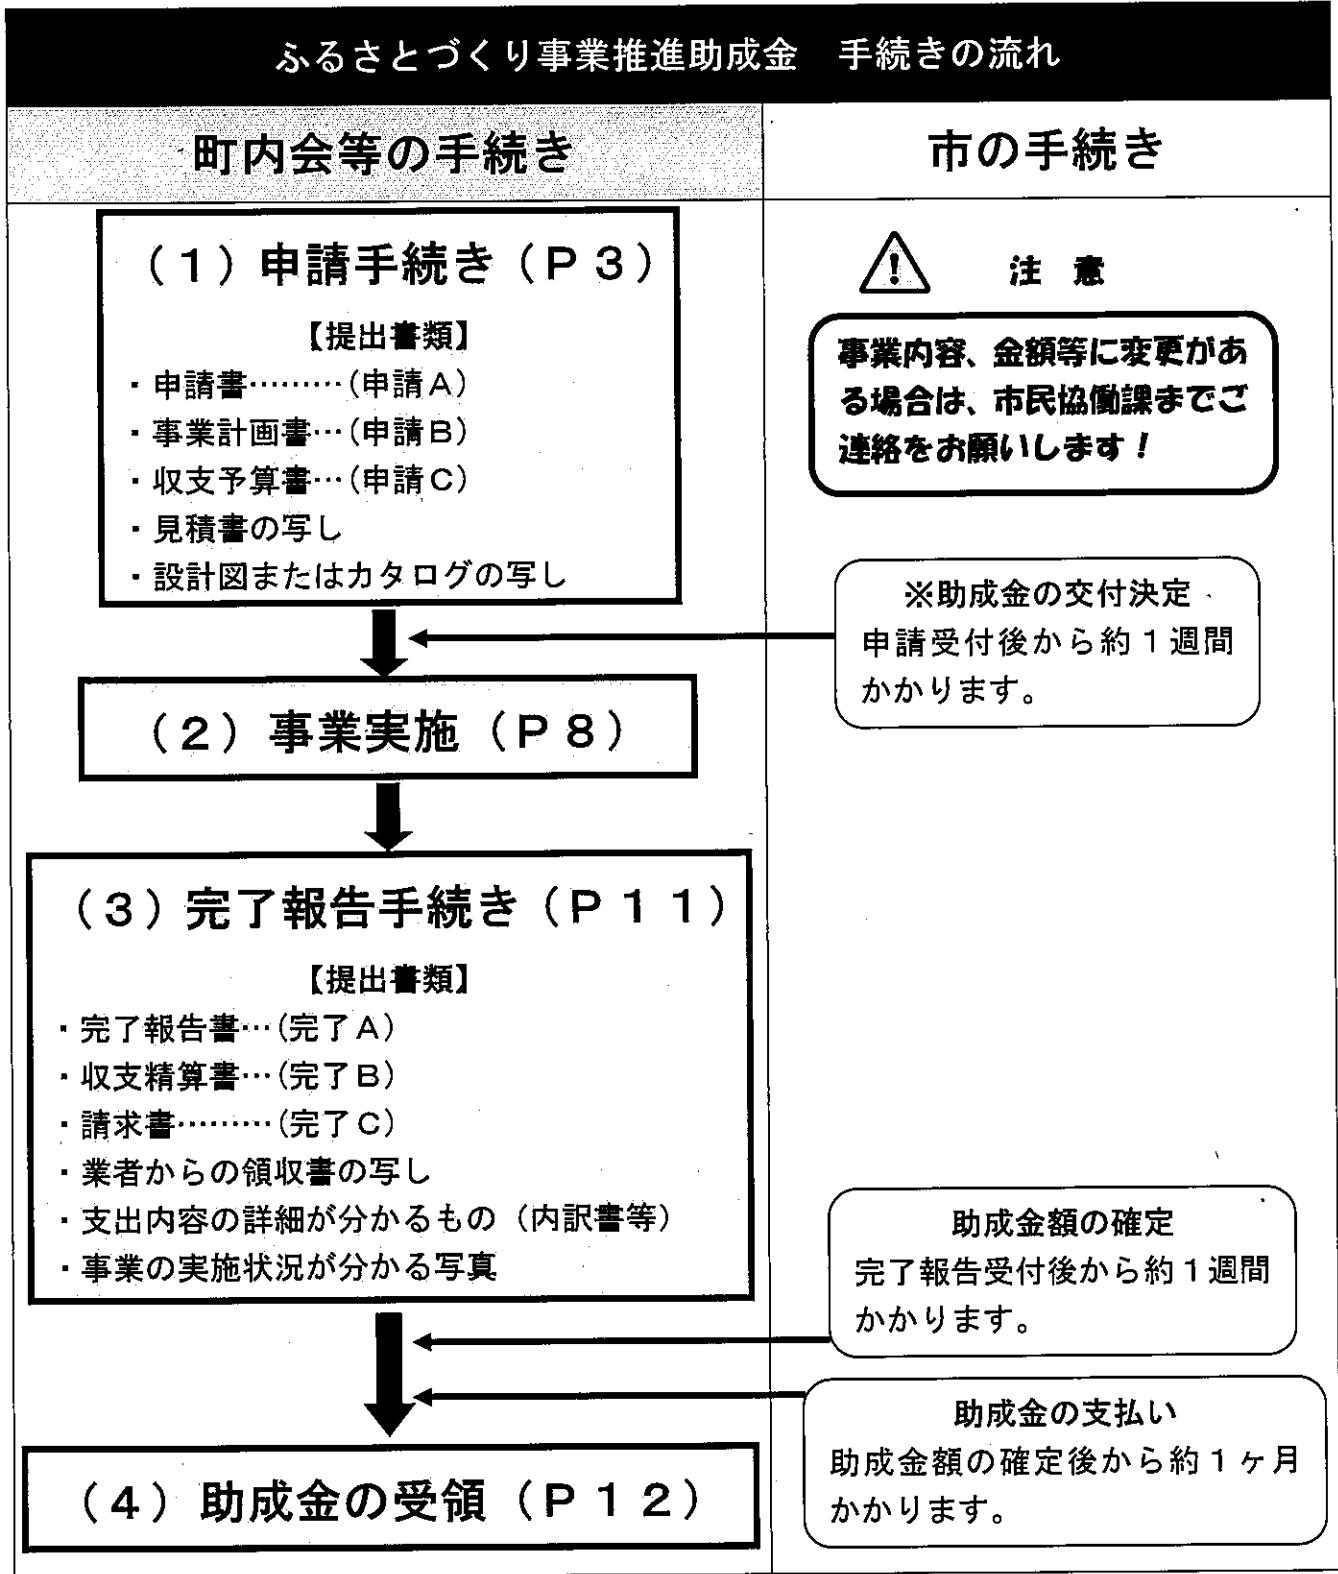 ふるさとづくり事業推進助成金　手続きの流れ
町内会等の手続き
市の手続き
（１）申請手続き（Ｐ３）
【提出書類】
・申請書………（申請Ａ）
・事業計画書…（申請Ｂ）
・収支予算書…（申請Ｃ）
・見積書の写し
・設計図またはカタログの写し
注　意
事業内容、金額等に変更があ
る場合は、市民協働課までご
連絡をお願いします！
※助成金の交付決定
申請受付後から約１週間
かかります。
（２）事業実施（Ｐ８）
（３）完了報告手続き（Ｐ１１）
【提出書類】
・完了報告書…（完了Ａ）
・収支精算書…（完了Ｂ）
・請求書………（完了Ｃ）
・業者からの領収書の写し
・支出内容の詳細が分かるもの（内訳書等）
・事業の実施状況が分かる写真
助成金額の確定
完了報告受付後から約１週間
かかります。
助成金の支払い
助成金額の確定後から約１ヶ月
かかります。
（４）助成金の受領（Ｐ１２）